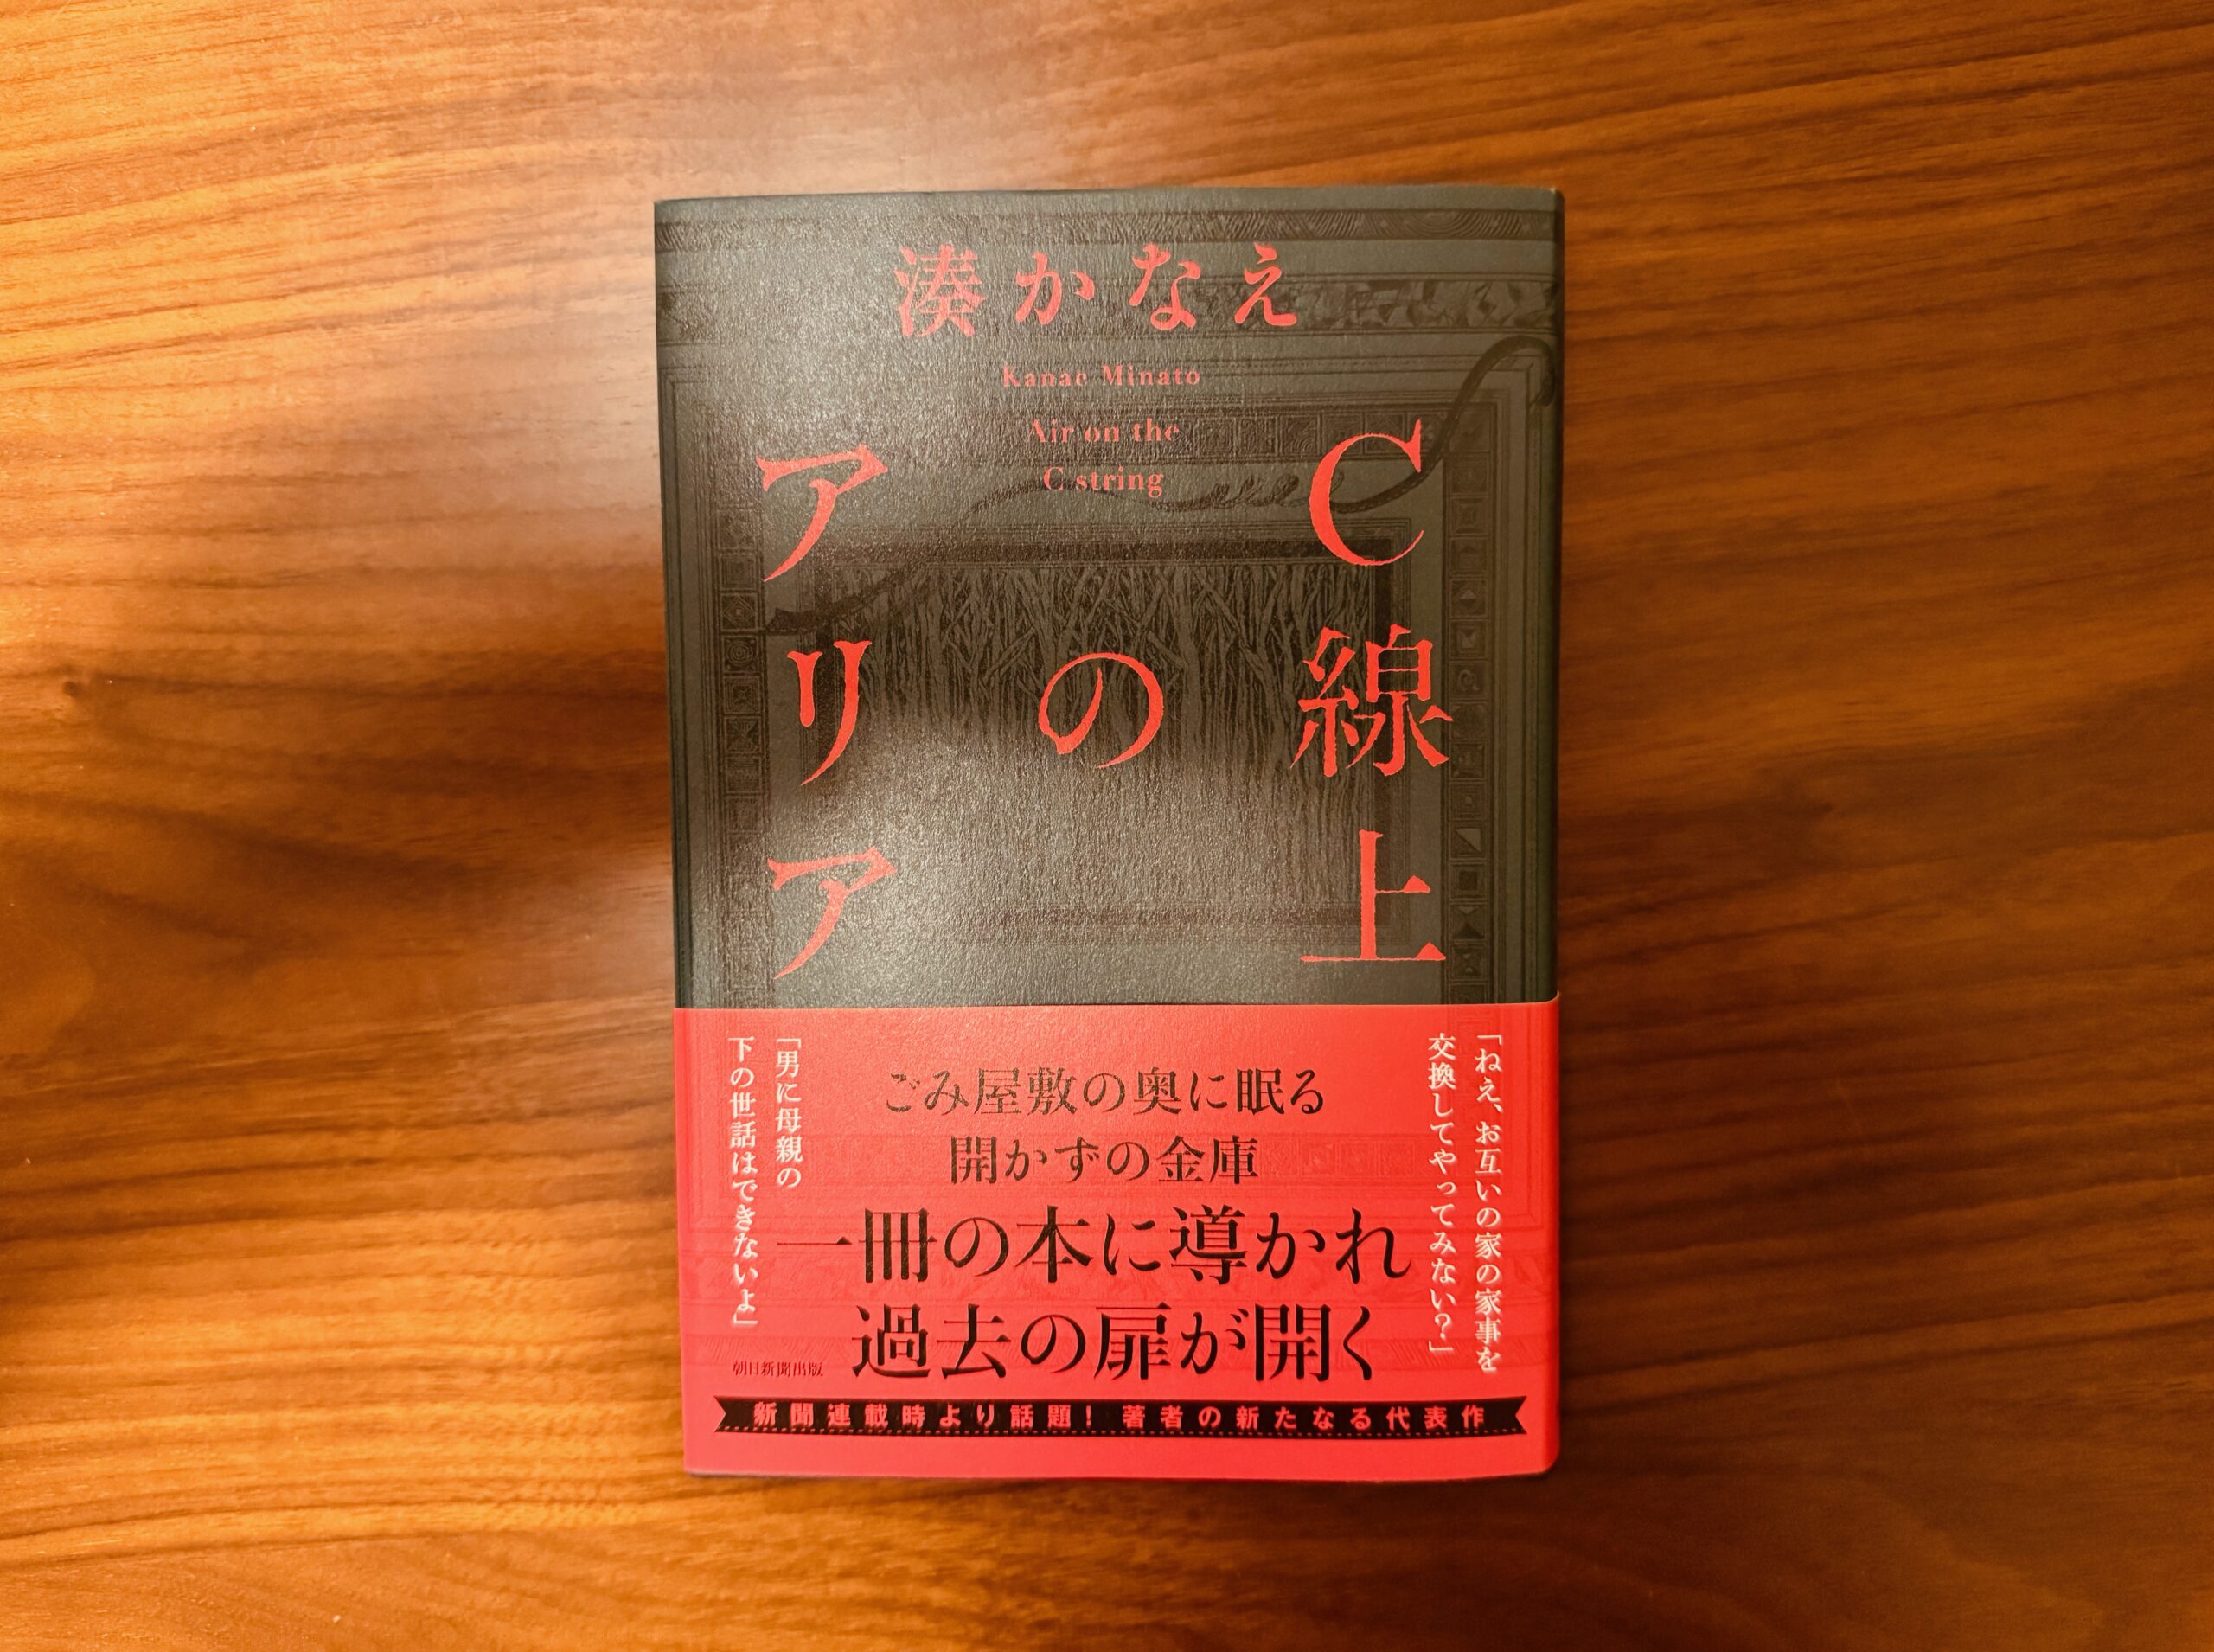 湊かなえ
Kanae Minato
Air on the
C string
C線上
の
アリア
「ねえ、お互いの家の家事を
交換してやってみない？」
ごみ屋敷の奥に眠る
開かずの金庫
一冊の本に導かれ
過去の扉が開く
「男に母親の
下の世話はできないよ」
朝日新聞出版
新聞連載時より話題！ 著者の新たなる代表作